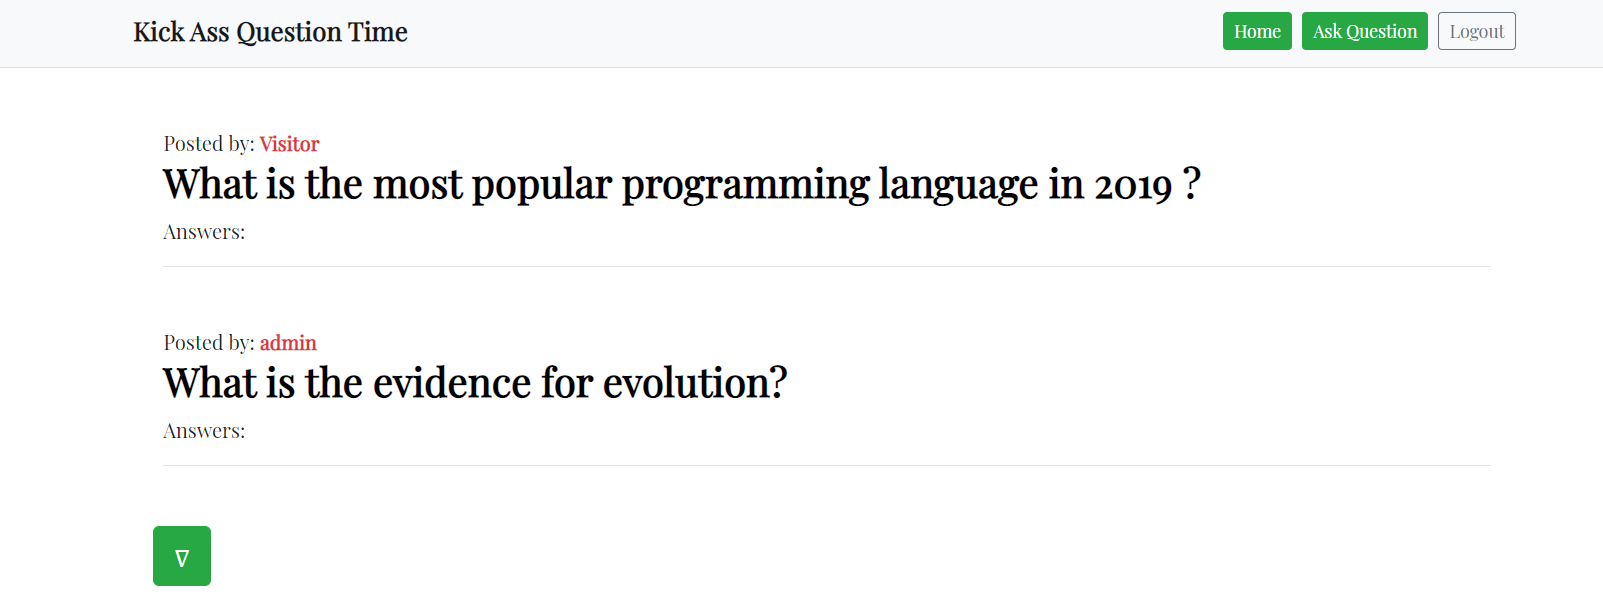 Kick Ass Question Time
Home
Ask Question
Logout
Posted by: Visitor
What is the most popular programming language in 2019 ?
Answers:
Posted by: admin
What is the evidence for evolution?
Answers:
∇